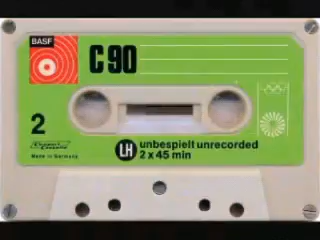 BASF
C 90
2
LH
unbespielt unrecorded
2 x 45 min
Made in Germany